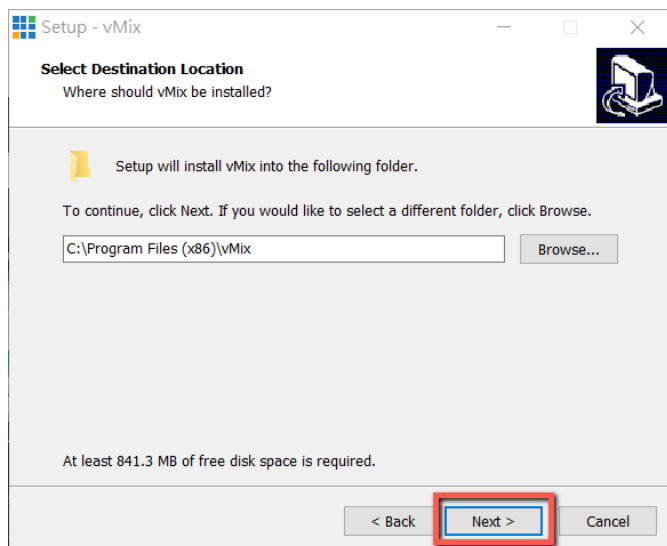 Setup - vMix
Select Destination Location
Where should vMix be installed?
Setup will install vMix into the following folder.
To continue, click Next. If you would like to select a different folder, click Browse.
C:\Program Files (x86)\vMix
Browse...
At least 841.3 MB of free disk space is required.
< Back
Next >
Cancel